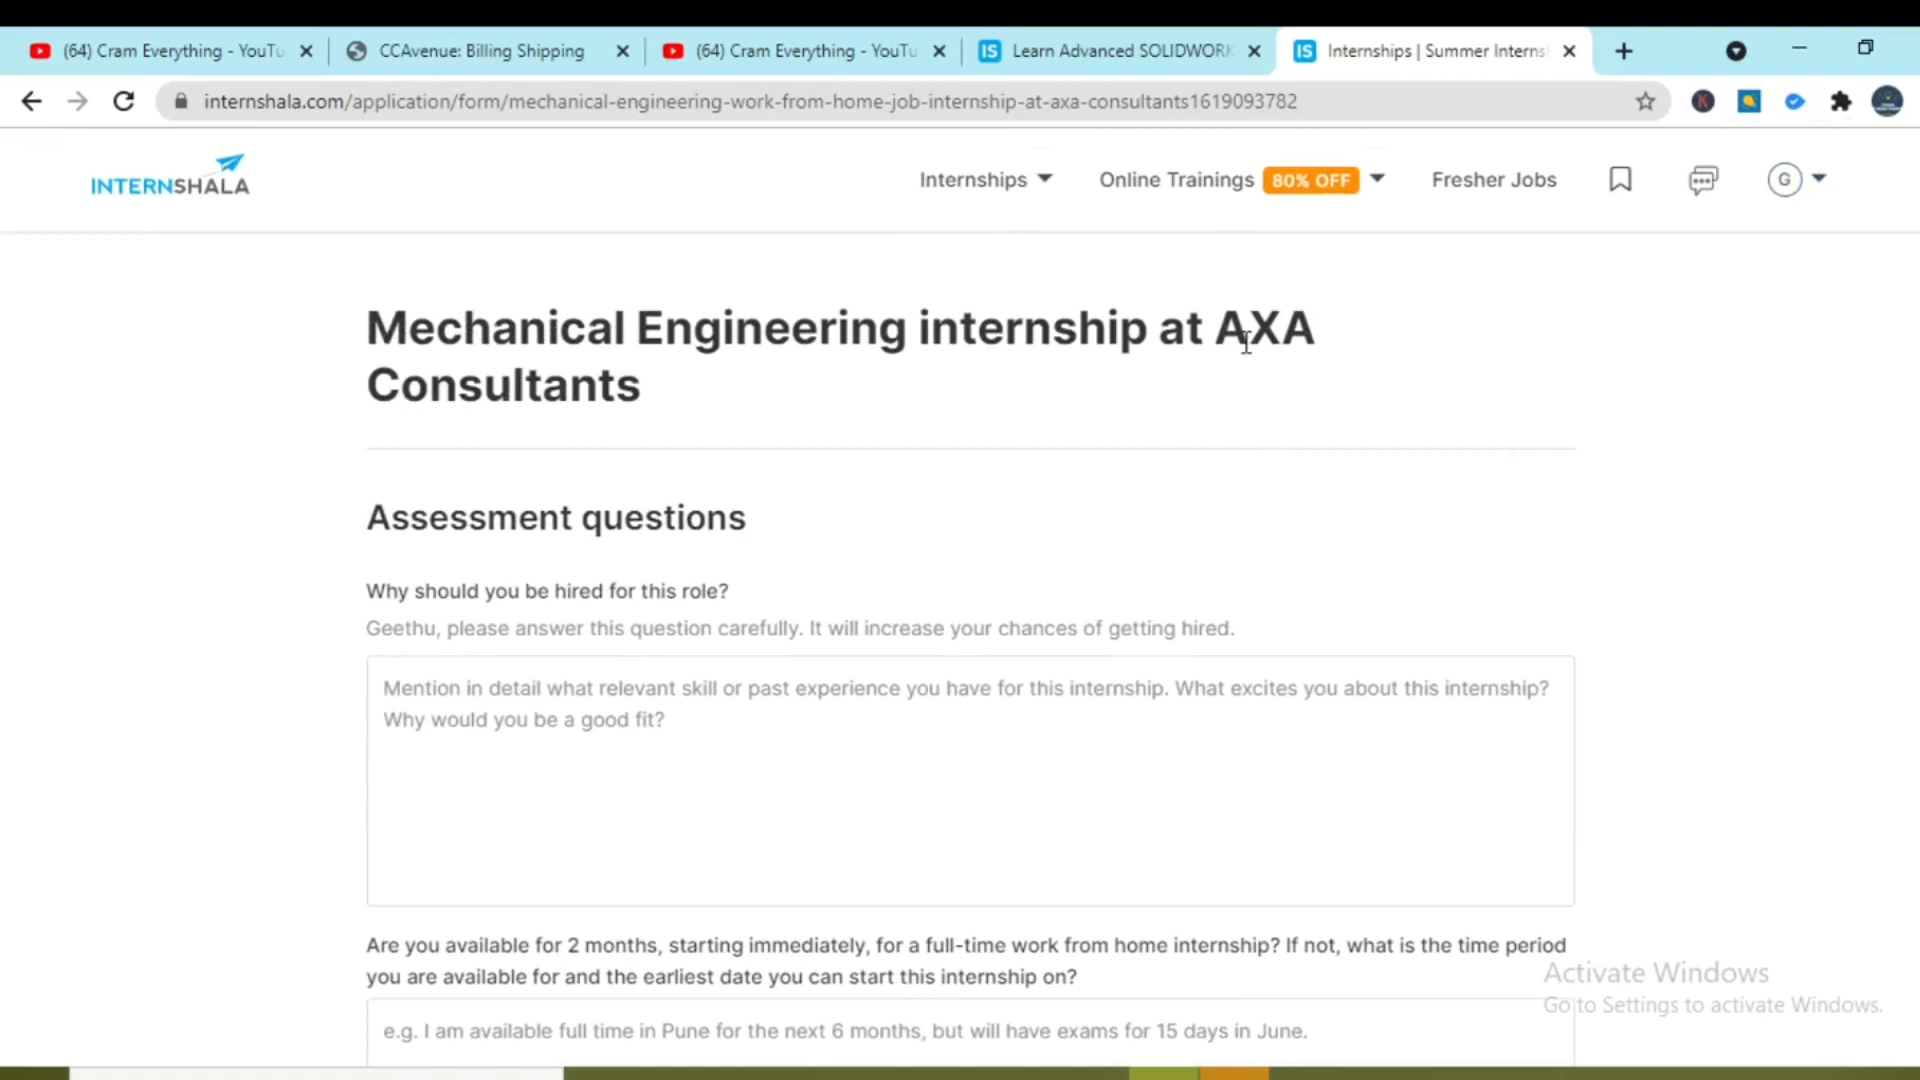 (64) Cram Everything - YouTu
CCAvenue: Billing Shipping
(64) Cram Everything - YouTu
IS Learn Advanced SOLIDWORK
IS Internships | Summer Interns
internshala.com/application/form/mechanical-engineering-work-from-home-job-internship-at-axa-consultants1619093782
K
INTERNSHALA
Internships
Online Trainings 80% OFF
Fresher Jobs
G
Mechanical Engineering internship at AXA
Consultants
Assessment questions
Why should you be hired for this role?
Geethu, please answer this question carefully. It will increase your chances of getting hired.
Mention in detail what relevant skill or past experience you have for this internship. What excites you about this internship?
Why would you be a good fit?
Are you available for 2 months, starting immediately, for a full-time work from home internship? If not, what is the time period
you are available for and the earliest date you can start this internship on?
Activate Windows
Go to Settings to activate Windows.
e.g. I am available full time in Pune for the next 6 months, but will have exams for 15 days in June.